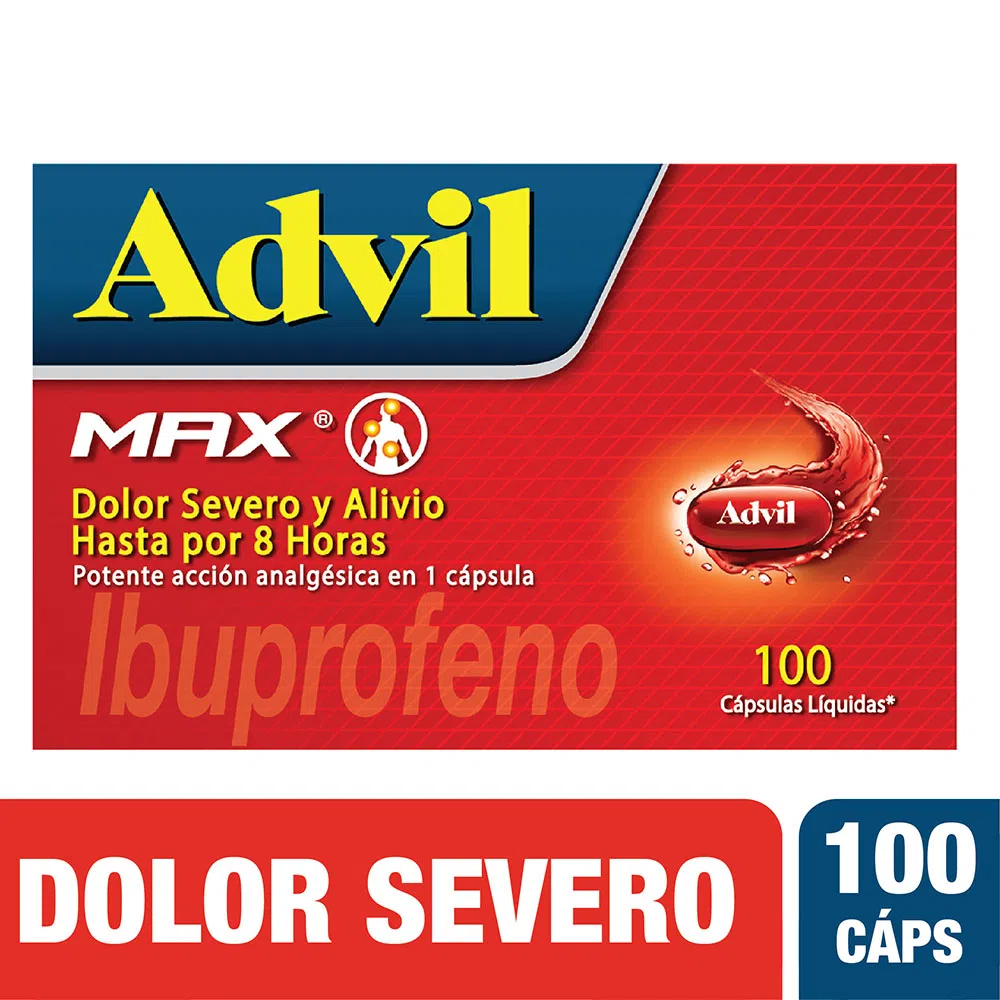 Advil
MAX®
Dolor Severo y Alivio
Hasta por 8 Horas
Potente acción analgésica en 1 cápsula
Ibuprofeno
Advil
100
Cápsulas Líquidas*
DOLOR SEVERO
100
CÁPS